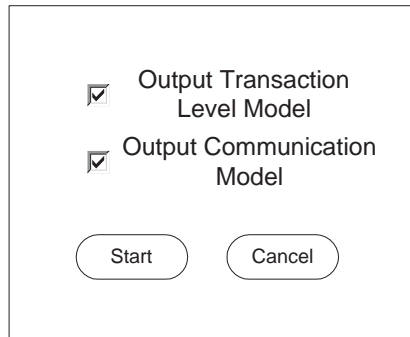 Output Transaction
Level Model
Output Communication
Model
Start
Cancel